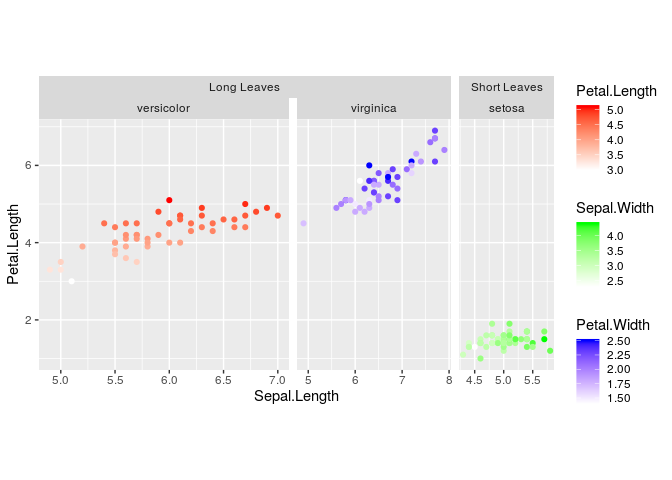 Long Leaves
Short Leaves
versicolor
virginica
setosa
Petal.Length
6
4
2
5.0
5.5
6.0
6.5
7.0
5
6
7
8
4.5
5.0
5.5
Sepal.Length
Petal.Length
5.0
4.5
4.0
3.5
3.0
Sepal.Width
4.0
3.5
3.0
2.5
Petal.Width
2.50
2.25
2.00
1.75
1.50